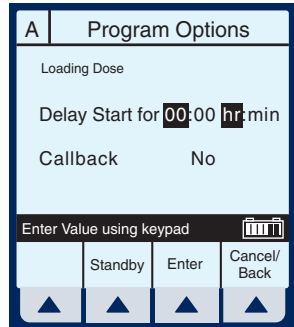 A Program Options
Loading Dose
Delay Start for 00:00 hr:min
Callback No
Enter Value using keypad
Standby Enter Cancel/
Back